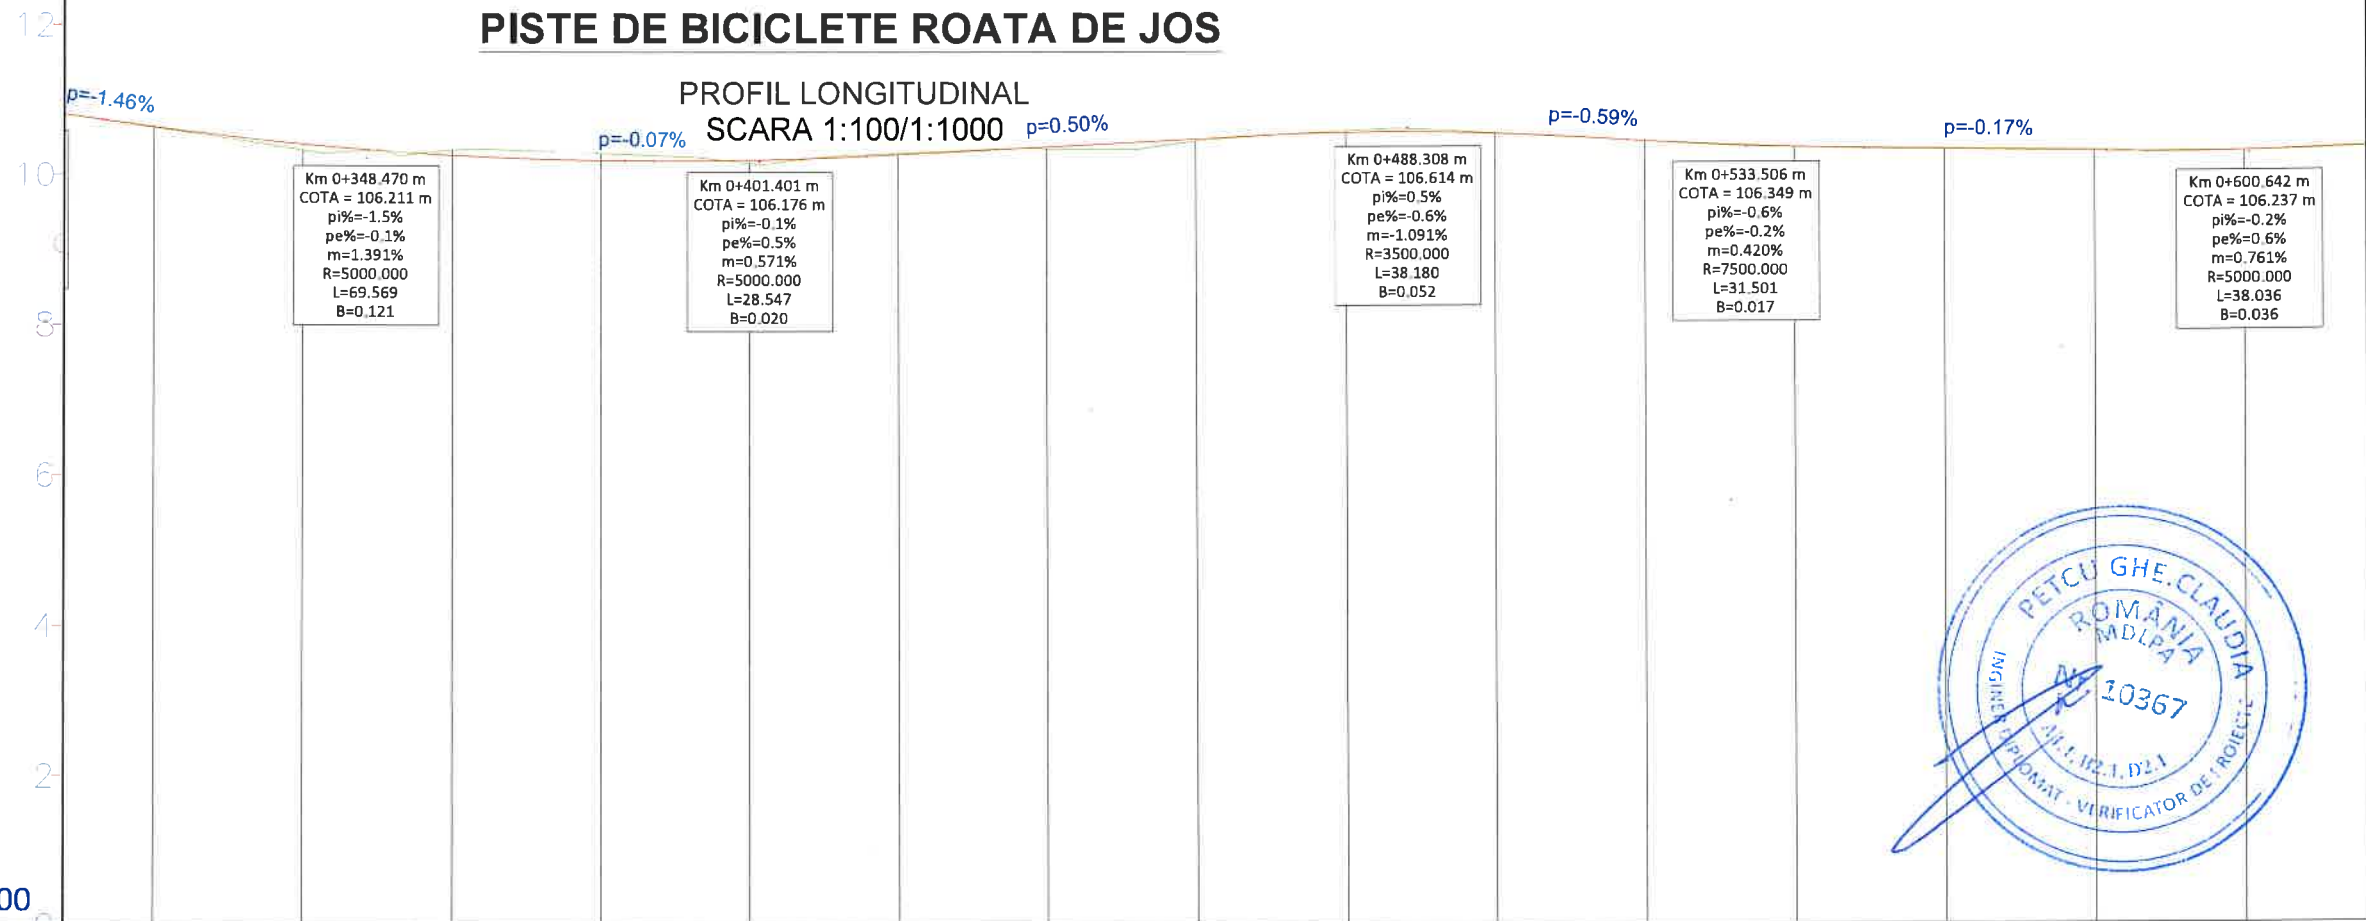 PISTE DE BICICLETE ROATA DE JOS
PROFIL LONGITUDINAL
SCARA 1:100/1:1000
p=-1.46%
p=-0.07%
p=0.50%
p=-0.59%
p=-0.17%
12
10
8
6
4
2
00
Km 0+348.470 m
COTA = 106.211 m
pi%=-1.5%
pe%=-0.1%
m=1.391%
R=5000.000
L=69.569
B=0.121
Km 0+401.401 m
COTA = 106.176 m
pi%=-0.1%
pe%=0.5%
m=0.571%
R=5000.000
L=28.547
B=0.020
Km 0+488.308 m
COTA = 106.614 m
pi%=0.5%
pe%=-0.6%
m=-1.091%
R=3500.000
L=38.180
B=0.052
Km 0+533.506 m
COTA = 106.349 m
pi%=-0.6%
pe%=-0.2%
m=0.420%
R=7500.000
L=31.501
B=0.017
Km 0+600.642 m
COTA = 106.237 m
pi%=-0.2%
pe%=0.6%
m=0.761%
R=5000.000
L=38.036
B=0.036
PETCU GHE. CLAUDIA
ROMÂNIA
MDLPA
10367
B2.1, D2.1
INGINER DIPLOMAT - VERIFICATOR DE PROIECTE